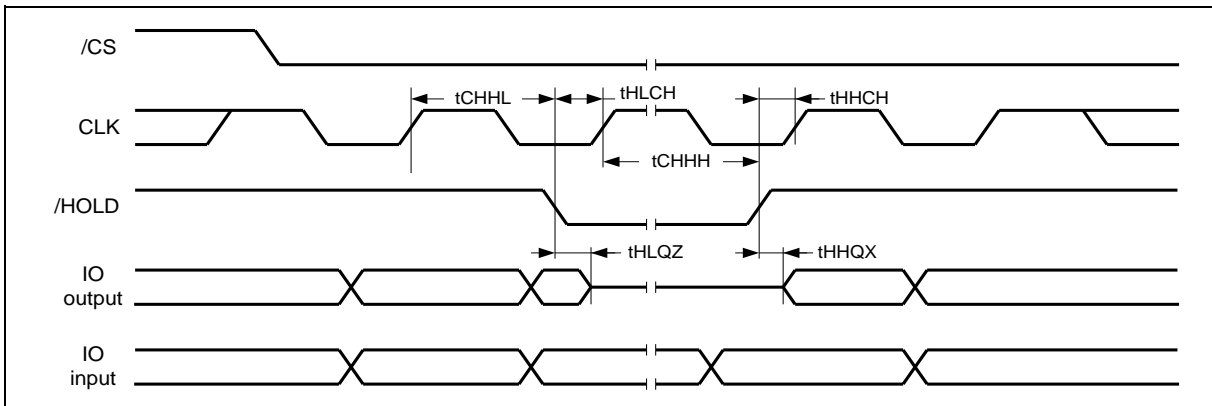 /CS
tCHHL
tHLCH
tHHCH
CLK
tCHHH
/HOLD
tHLQZ
tHHQX
IO
output
IO
input